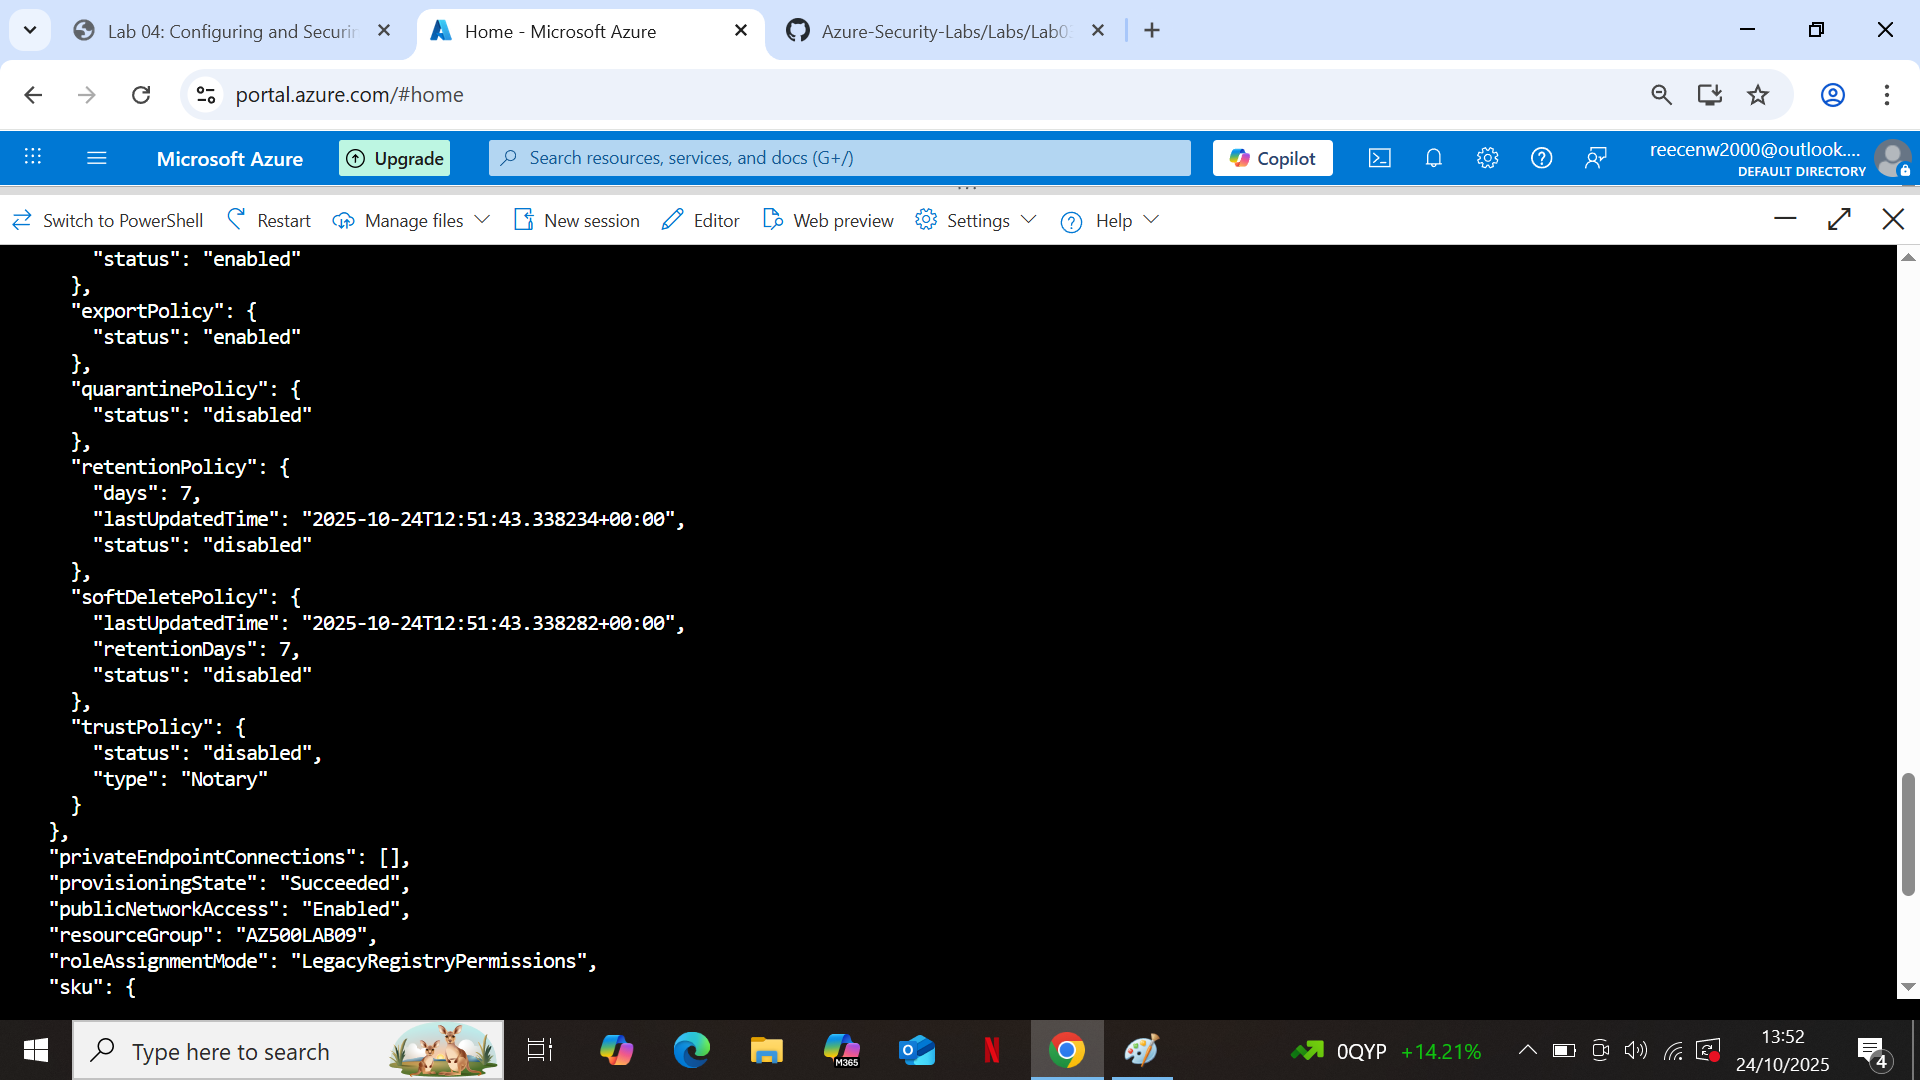 Lab 04: Configuring and Securi
Home - Microsoft Azure
Azure-Security-Labs/Labs/Lab0
portal.azure.com/#home
Microsoft Azure
Upgrade
Search resources, services, and docs (G+/)
Copilot
reecenw2000@outlook....
DEFAULT DIRECTORY
Switch to PowerShell
Restart
Manage files
New session
Editor
Web preview
Settings
Help
"status": "enabled"
},
"exportPolicy": {
"status": "enabled"
},
"quarantinePolicy": {
"status": "disabled"
},
"retentionPolicy": {
"days": 7,
"lastUpdatedTime": "2025-10-24T12:51:43.338234+00:00",
"status": "disabled"
},
"softDeletePolicy": {
"lastUpdatedTime": "2025-10-24T12:51:43.338282+00:00",
"retentionDays": 7,
"status": "disabled"
},
"trustPolicy": {
"status": "disabled",
"type": "Notary"
}
},
"privateEndpointConnections": [],
"provisioningState": "Succeeded",
"publicNetworkAccess": "Enabled",
"resourceGroup": "AZ500LAB09",
"roleAssignmentMode": "LegacyRegistryPermissions",
"sku": {
Type here to search
M365
0QYP +14.21%
13:52
24/10/2025
4